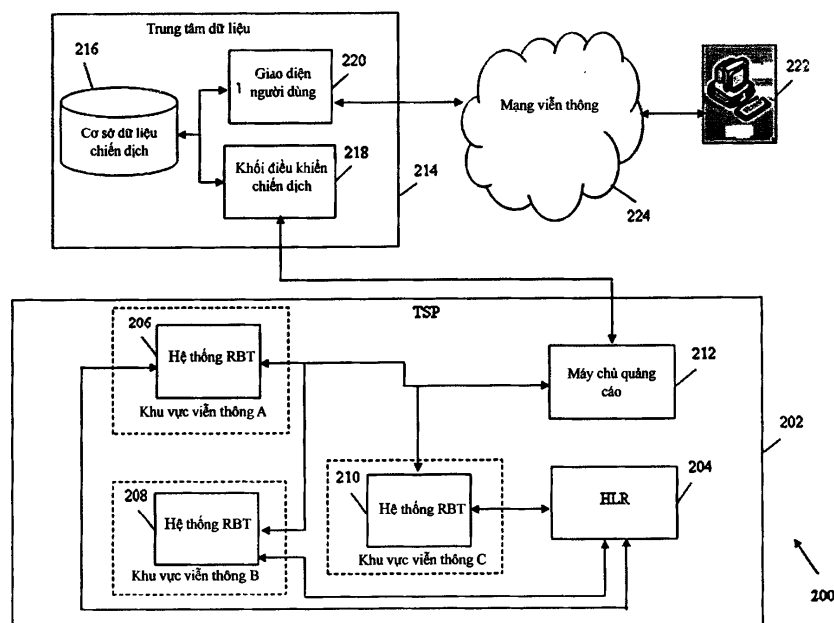 Trung tâm dữ liệu
216
220
222
Giao diện
người dùng
1
Cơ sở dữ liệu
chiến dịch
Mạng viễn thông
218
Khối điều khiển
chiến dịch
214
224
TSP
206
Hệ thống RBT
Khu vực viễn thông A
212
Máy chủ quảng
cáo
202
208
Hệ thống RBT
Khu vực viễn thông B
210
Hệ thống RBT
Khu vực viễn thông C
204
HLR
200